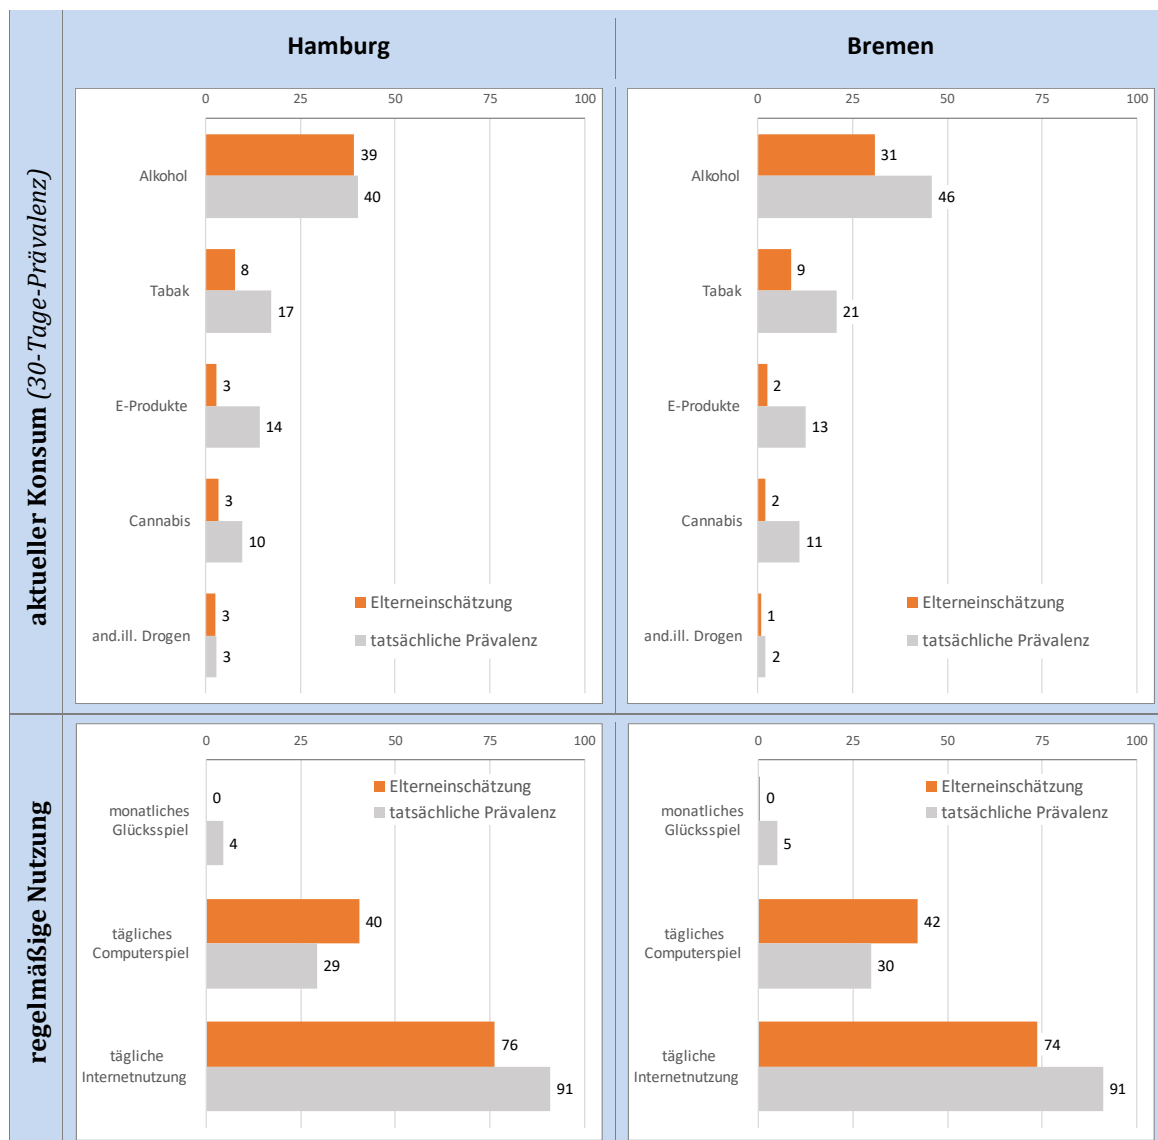 Hamburg
Bremen
aktueller Konsum (30-Tage-Prävalenz)
0 25 50 75 100
Alkohol
39
40
Tabak
8
17
E-Produkte
3
14
Cannabis
3
10
and.ill. Drogen
3
3
Elterneinschätzung
tatsächliche Prävalenz
0 25 50 75 100
Alkohol
31
46
Tabak
9
21
E-Produkte
2
13
Cannabis
2
11
and.ill. Drogen
1
2
Elterneinschätzung
tatsächliche Prävalenz
regelmäßige Nutzung
0 25 50 75 100
Elterneinschätzung
tatsächliche Prävalenz
monatliches
Glücksspiel
0
4
tägliches
Computerspiel
40
29
tägliche
Internetnutzung
76
91
0 25 50 75 100
Elterneinschätzung
tatsächliche Prävalenz
monatliches
Glücksspiel
0
5
tägliches
Computerspiel
42
30
tägliche
Internetnutzung
74
91